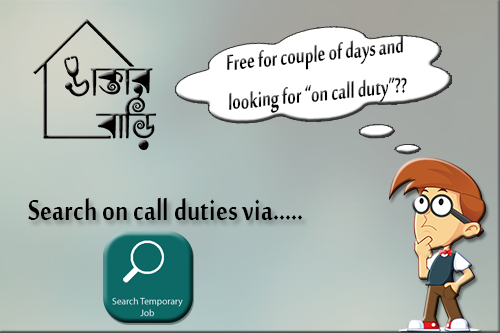 ডাক্তার
বাড়ি
Free for couple of days and
looking for "on call duty"??
Search on call duties via.....
Search Temporary
Job